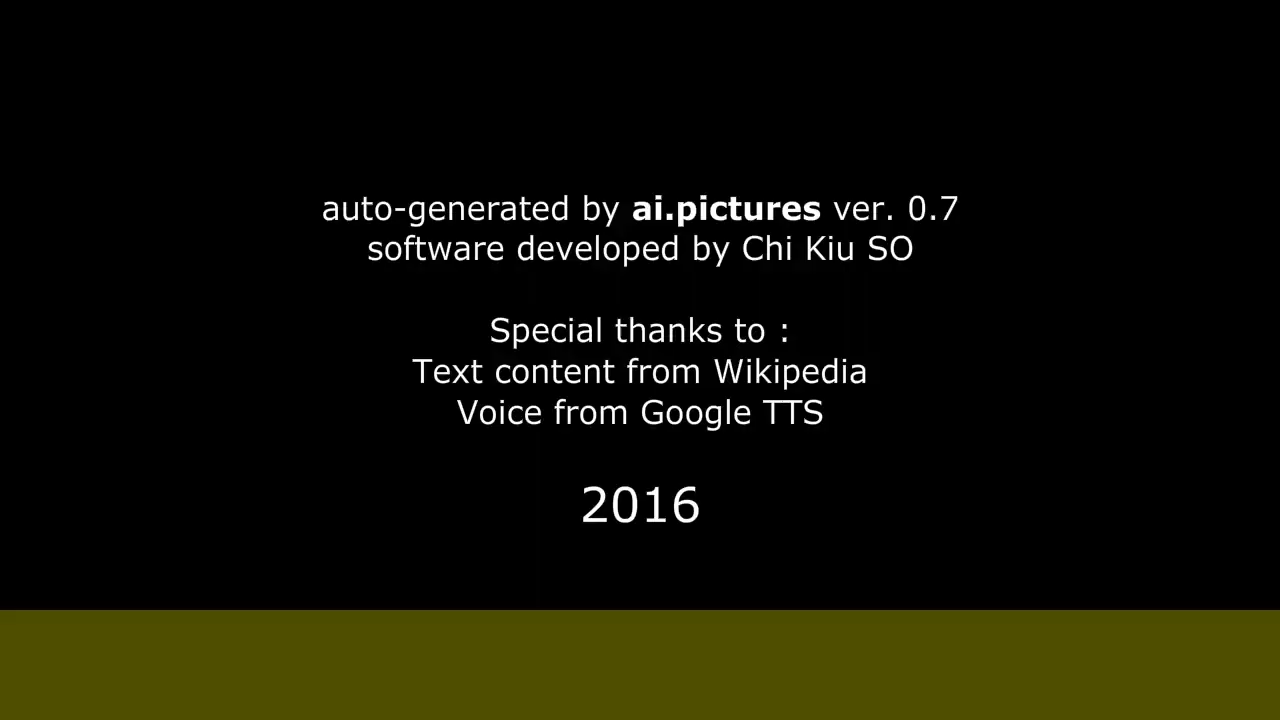 auto-generated by ai.pictures ver. 0.7
software developed by Chi Kiu SO
Special thanks to :
Text content from Wikipedia
Voice from Google TTS
2016